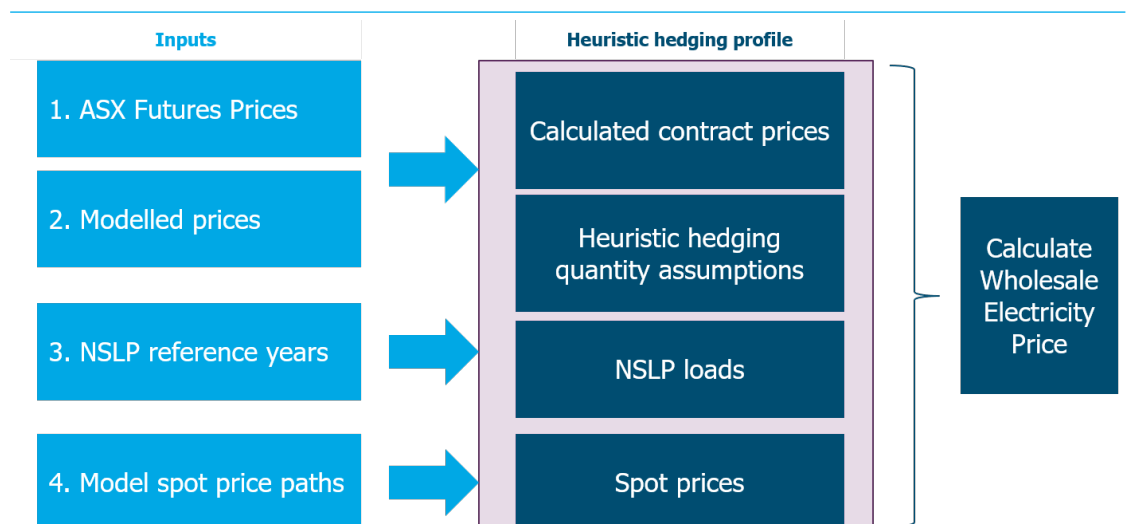 Inputs
Heuristic hedging profile
1. ASX Futures Prices
2. Modelled prices
3. NSLP reference years
4. Model spot price paths
Calculated contract prices
Heuristic hedging
quantity assumptions
NSLP loads
Spot prices
Calculate
Wholesale
Electricity
Price